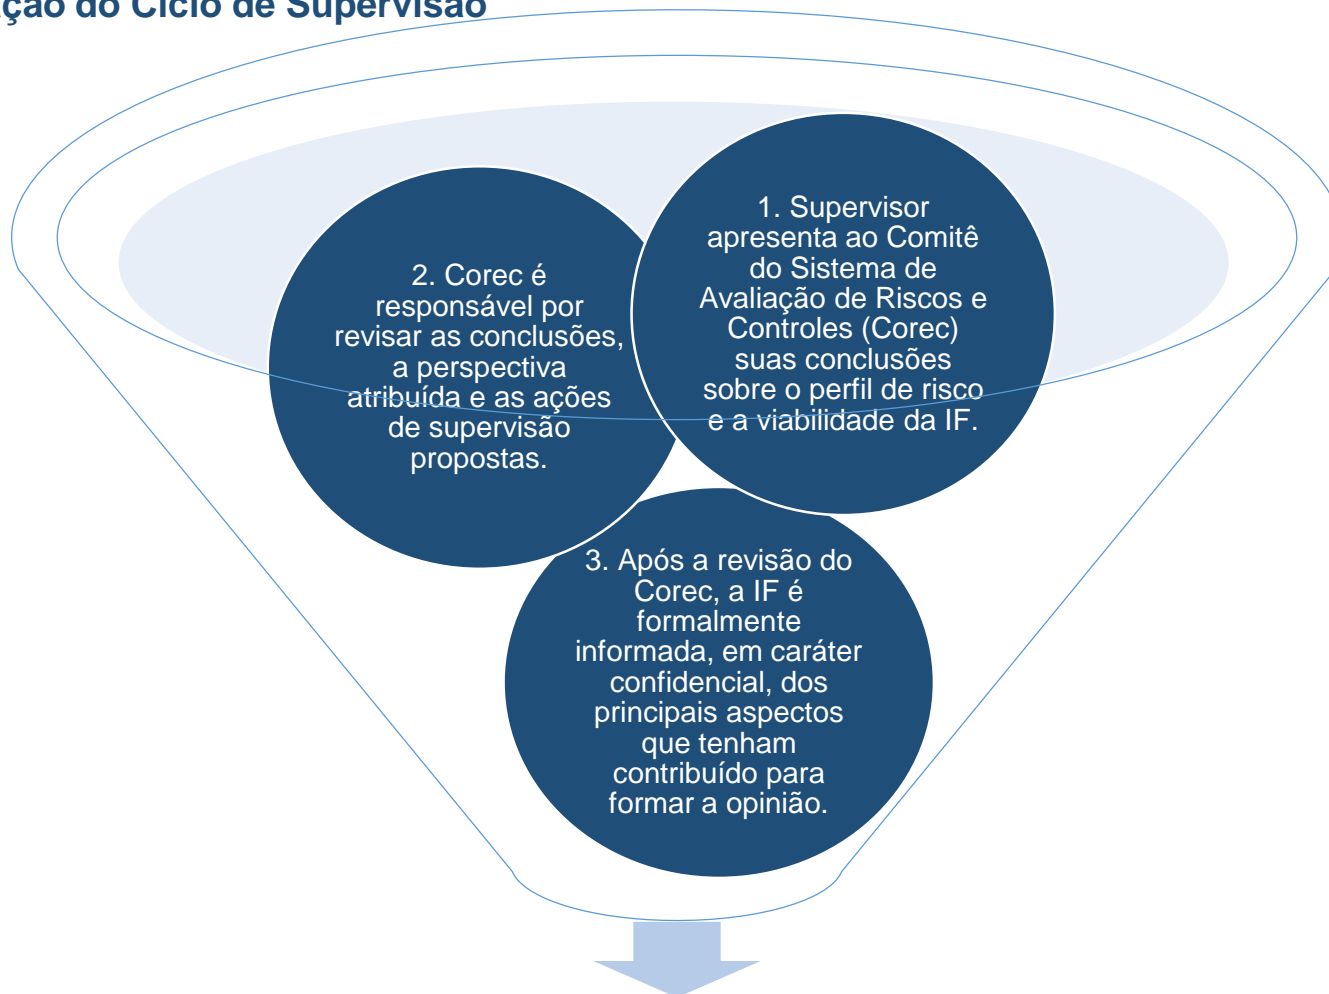 ação do Ciclo de Supervisão
1. Supervisor
apresenta ao Comitê
do Sistema de
Avaliação de Riscos e
Controles (Corec)
suas conclusões
sobre o perfil de risco
e a viabilidade da IF.
2. Corec é
responsável por
revisar as conclusões,
a perspectiva
atribuída e as ações
de supervisão
propostas.
3. Após a revisão do
Corec, a IF é
formalmente
informada, em caráter
confidencial, dos
principais aspectos
que tenham
contribuído para
formar a opinião.